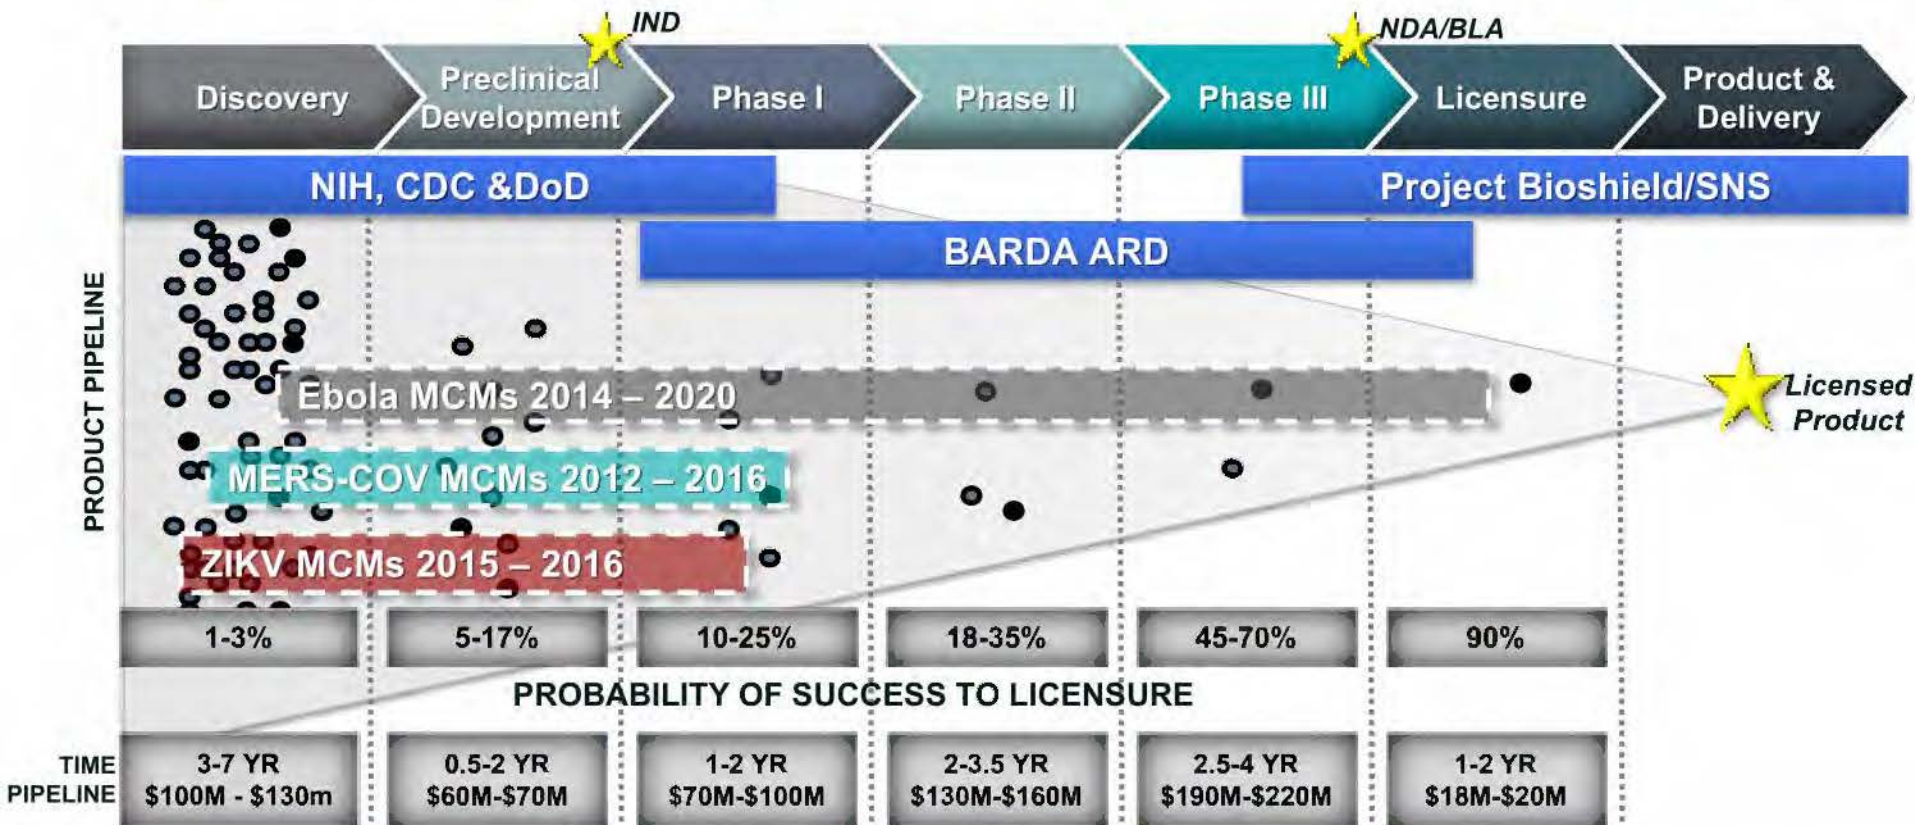 IND
NDA/BLA
Discovery
Preclinical
Development
Phase I
Phase II
Phase III
Licensure
Product &
Delivery
NIH, CDC &DoD
Project Bioshield/SNS
BARDA ARD
PRODUCT PIPELINE
Ebola MCMs 2014 – 2020
Licensed
Product
MERS-COV MCMs 2012 – 2016
ZIKV MCMs 2015 – 2016
1-3%
5-17%
10-25%
18-35%
45-70%
90%
PROBABILITY OF SUCCESS TO LICENSURE
TIME
PIPELINE
3-7 YR
$100M - $130m
0.5-2 YR
$60M-$70M
1-2 YR
$70M-$100M
2-3.5 YR
$130M-$160M
2.5-4 YR
$190M-$220M
1-2 YR
$18M-$20M